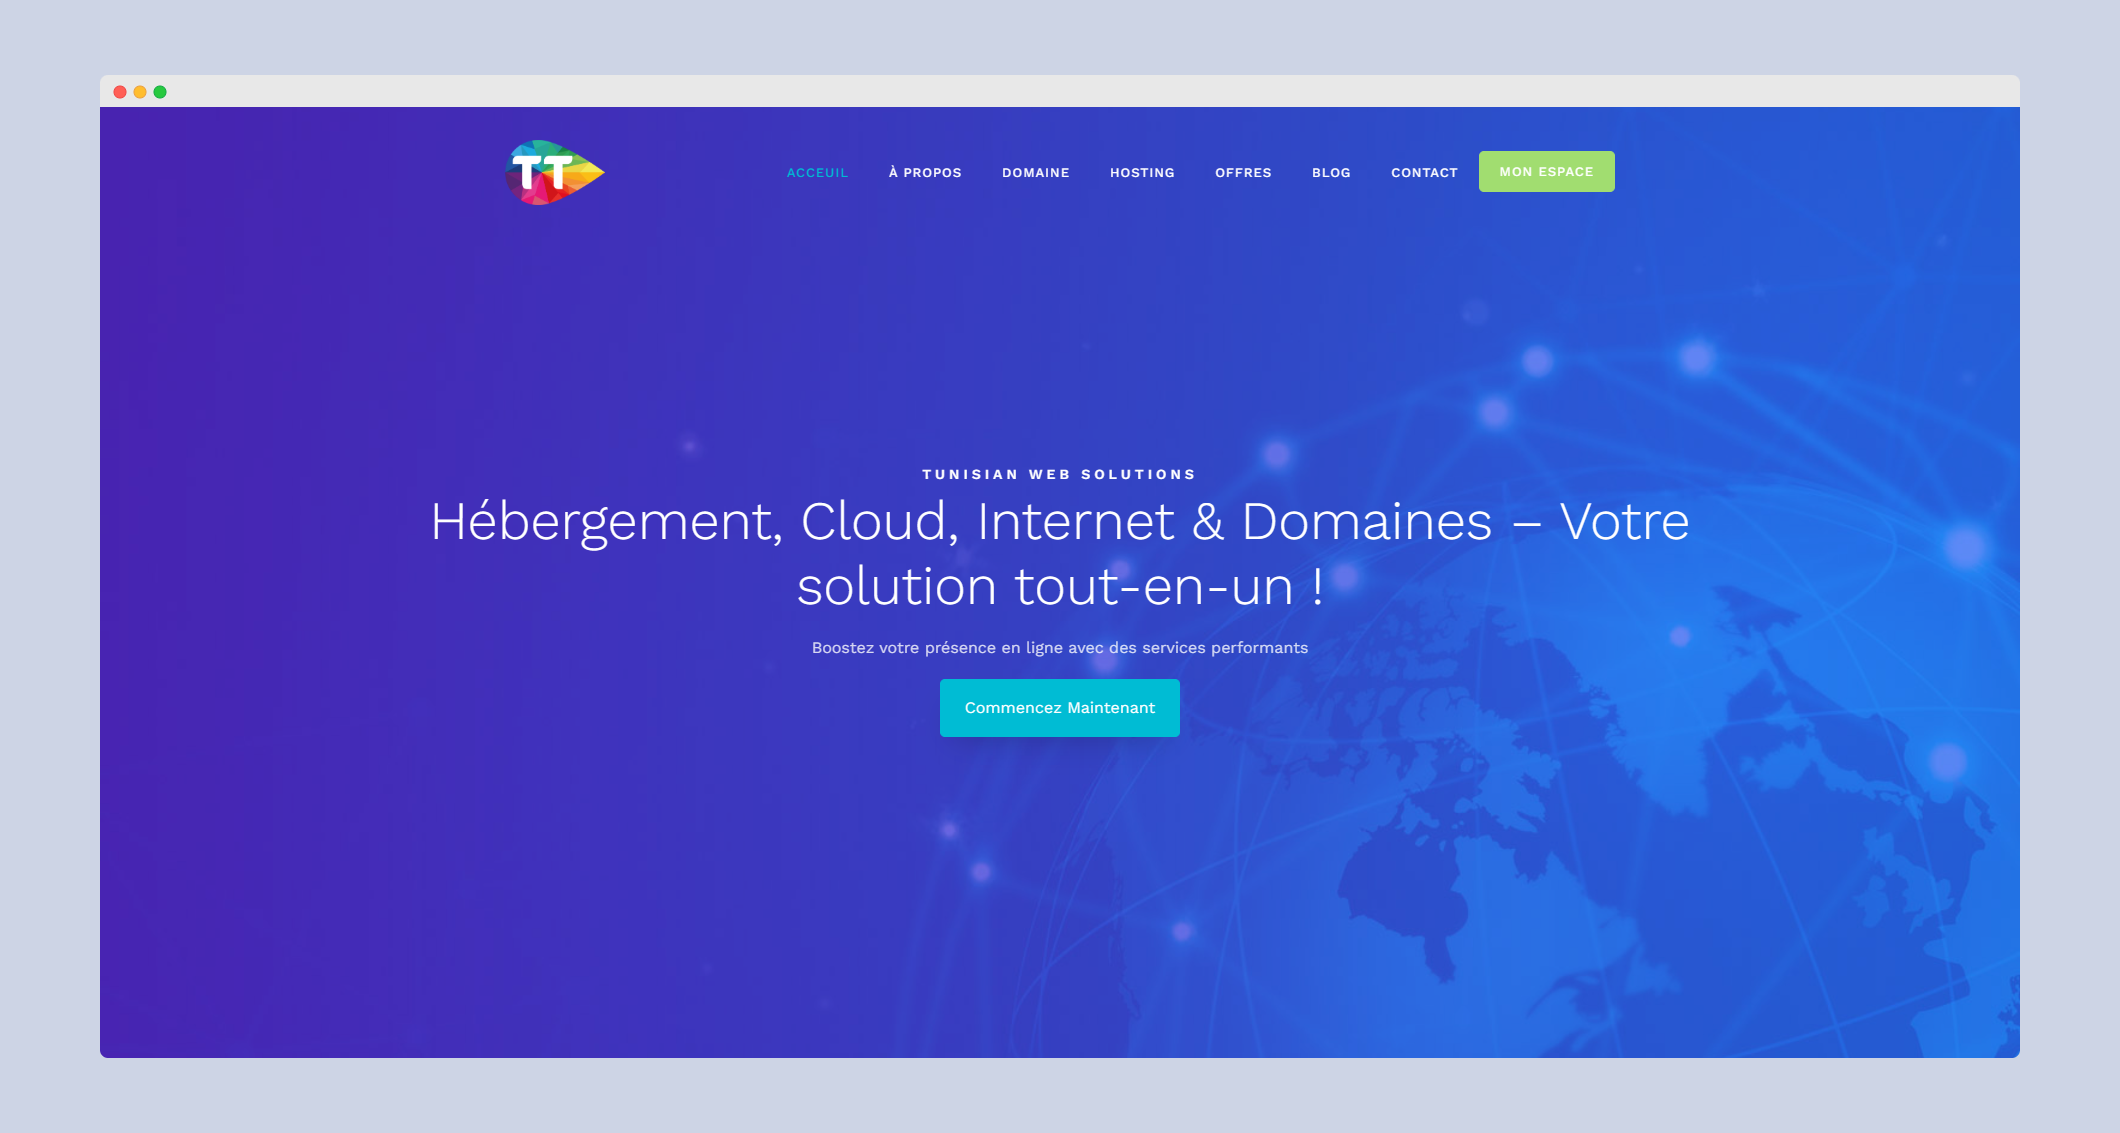 TT
ACCEUIL À PROPOS DOMAINE HOSTING OFFRES BLOG CONTACT MON ESPACE
TUNISIAN WEB SOLUTIONS
Hébergement, Cloud, Internet & Domaines – Votre
solution tout-en-un !
Boostez votre présence en ligne avec des services performants
Commencez Maintenant